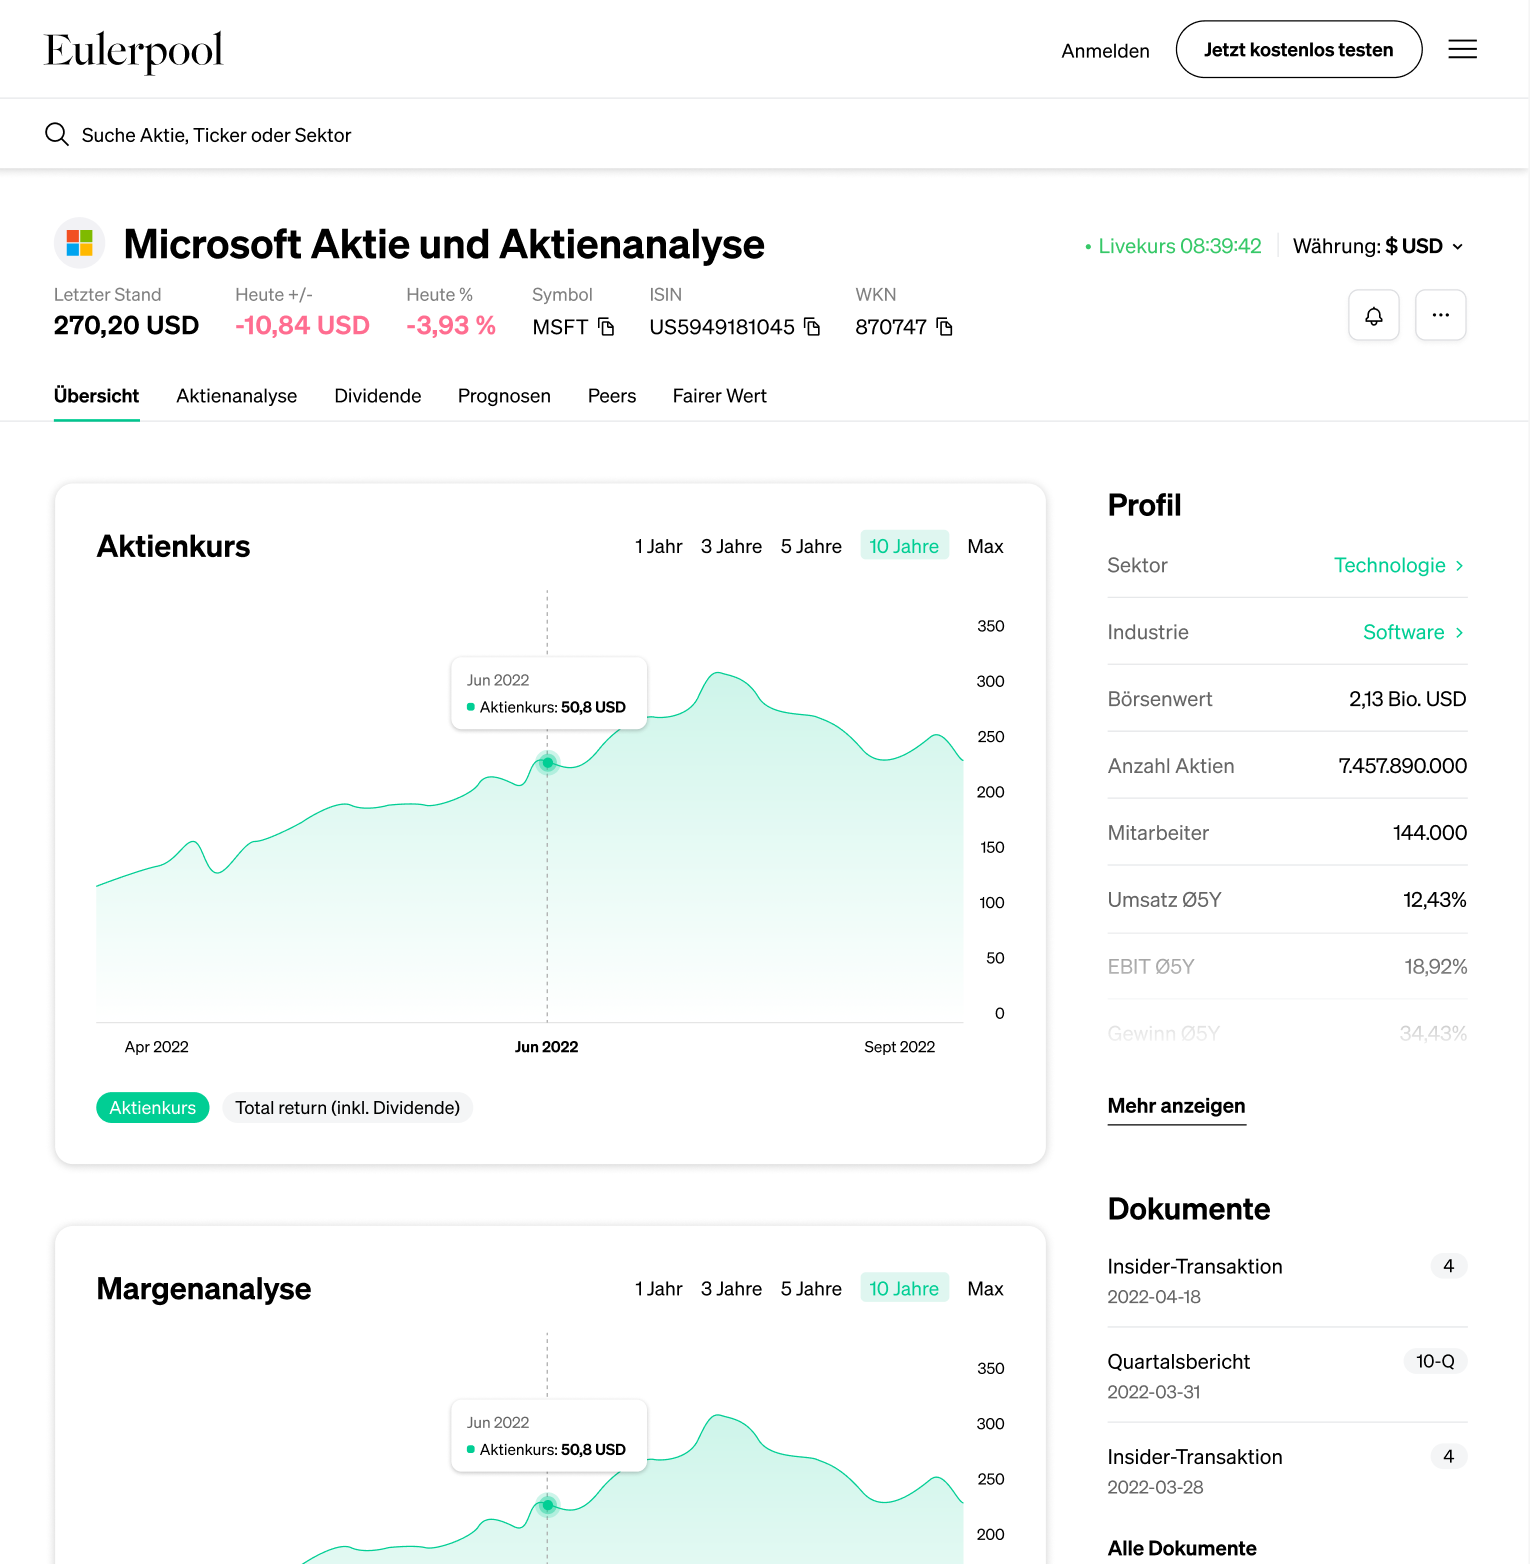 Eulerpool
Anmelden
Jetzt kostenlos testen
Suche Aktie, Ticker oder Sektor
Microsoft Aktie und Aktienanalyse
• Livekurs 08:39:42
Währung: $ USD
Letzter Stand
270,20 USD
Heute +/-
-10,84 USD
Heute %
-3,93 %
Symbol
MSFT
ISIN
US5949181045
WKN
870747
Übersicht
Aktienanalyse
Dividende
Prognosen
Peers
Fairer Wert
Aktienkurs
1 Jahr
3 Jahre
5 Jahre
10 Jahre
Max
Jun 2022
Aktienkurs: 50,8 USD
350
300
250
200
150
100
50
0
Apr 2022
Jun 2022
Sept 2022
Aktienkurs
Total return (inkl. Dividende)
Margenanalyse
1 Jahr
3 Jahre
5 Jahre
10 Jahre
Max
Jun 2022
Aktienkurs: 50,8 USD
350
300
250
200
Profil
Sektor
Technologie
Industrie
Software
Börsenwert
2,13 Bio. USD
Anzahl Aktien
7.457.890.000
Mitarbeiter
144.000
Umsatz Ø5Y
12,43%
EBIT Ø5Y
18,92%
Gewinn Ø5Y
34,43%
Mehr anzeigen
Dokumente
Insider-Transaktion
4
2022-04-18
Quartalsbericht
10-Q
2022-03-31
Insider-Transaktion
4
2022-03-28
Alle Dokumente